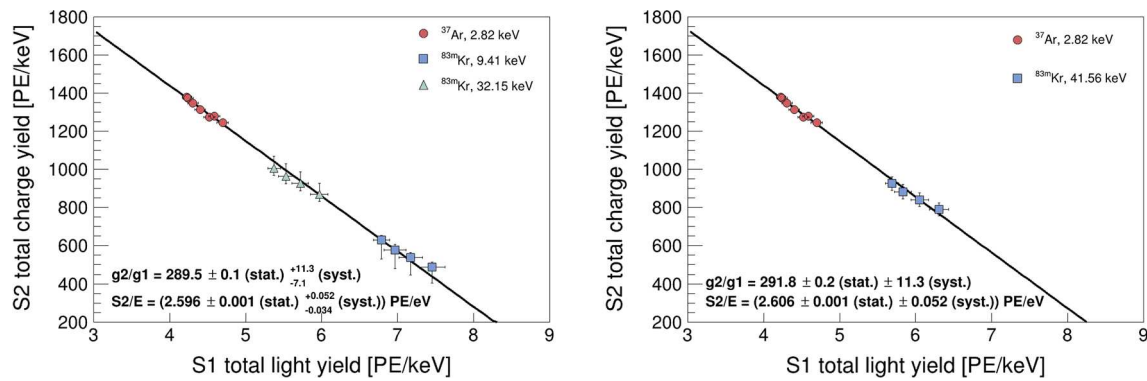 S2 total charge yield [PE/keV]
1800
1600
1400
1200
1000
800
600
400
200
³⁷Ar, 2.82 keV
⁸³ᵐKr, 9.41 keV
⁸³ᵐKr, 32.15 keV
g2/g1 = 289.5 ± 0.1 (stat.) +11.3 -7.1 (syst.)
S2/E = (2.596 ± 0.001 (stat.) +0.052 -0.034 (syst.)) PE/eV
3 4 5 6 7 8 9
S1 total light yield [PE/keV]
S2 total charge yield [PE/keV]
1800
1600
1400
1200
1000
800
600
400
200
³⁷Ar, 2.82 keV
⁸³ᵐKr, 41.56 keV
g2/g1 = 291.8 ± 0.2 (stat.) ± 11.3 (syst.)
S2/E = (2.606 ± 0.001 (stat.) ± 0.052 (syst.)) PE/eV
3 4 5 6 7 8 9
S1 total light yield [PE/keV]